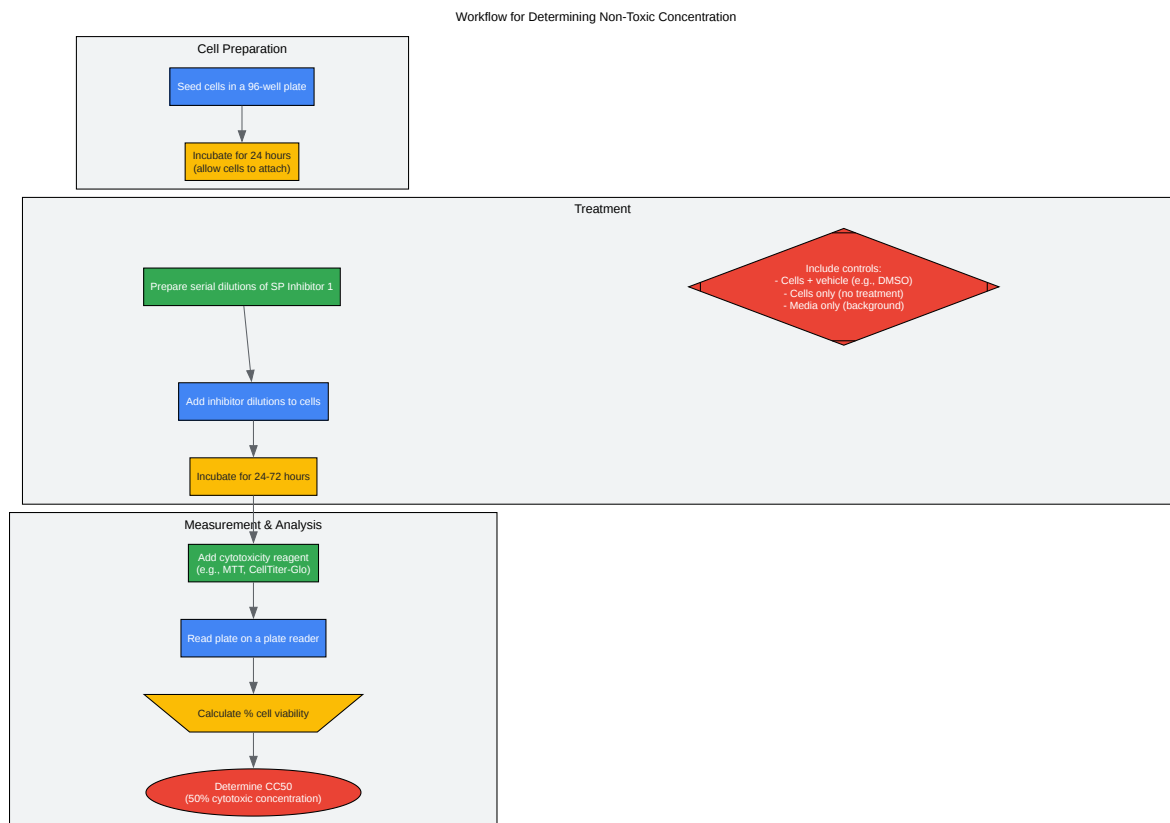 Workflow for Determining Non-Toxic Concentration
Cell Preparation
Seed cells in a 96-well plate
Incubate for 24 hours
(allow cells to attach)
Treatment
Prepare serial dilutions of SP Inhibitor 1
Include controls:
- Cells + vehicle (e.g., DMSO)
- Cells only (no treatment)
- Media only (background)
Add inhibitor dilutions to cells
Incubate for 24-72 hours
Measurement & Analysis
Add cytotoxicity reagent
(e.g., MTT, CellTiter-Glo)
Read plate on a plate reader
Calculate % cell viability
Determine CC50
(50% cytotoxic concentration)